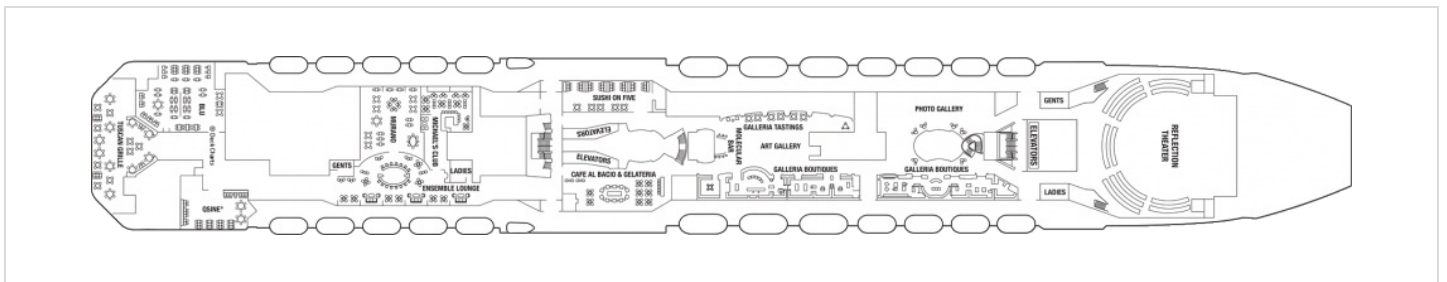 TUSCAN GRILLE
BLU
QSINE®
GENTS
MURANO
MICHAEL'S CLUB
LADIES
ENSEMBLE LOUNGE
SUSHI ON FIVE
ELEVATORS
ELEVATORS
CAFE AL BACIO & GELATERIA
MOLECULAR
BAR
GALLERIA TASTINGS
ART GALLERY
GALLERIA BOUTIQUES
PHOTO GALLERY
GALLERIA BOUTIQUES
GENTS
ELEVATORS
LADIES
REFLECTION
THEATER